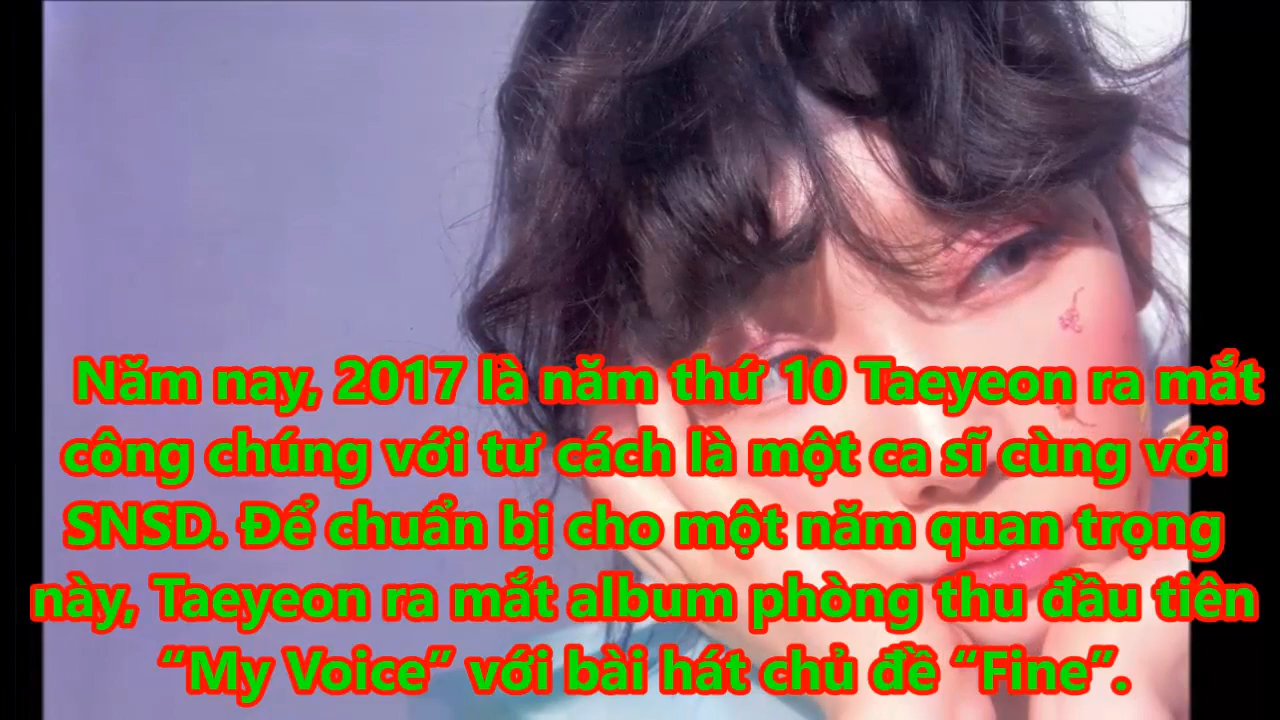 Năm nay, 2017 là năm thứ 10 Taeyeon ra mắt
công chúng với tư cách là một ca sĩ cùng với
SNSD. Để chuẩn bị cho một năm quan trọng
này, Taeyeon ra mắt album phòng thu đầu tiên
“My Voice” với bài hát chủ đề “Fine”.